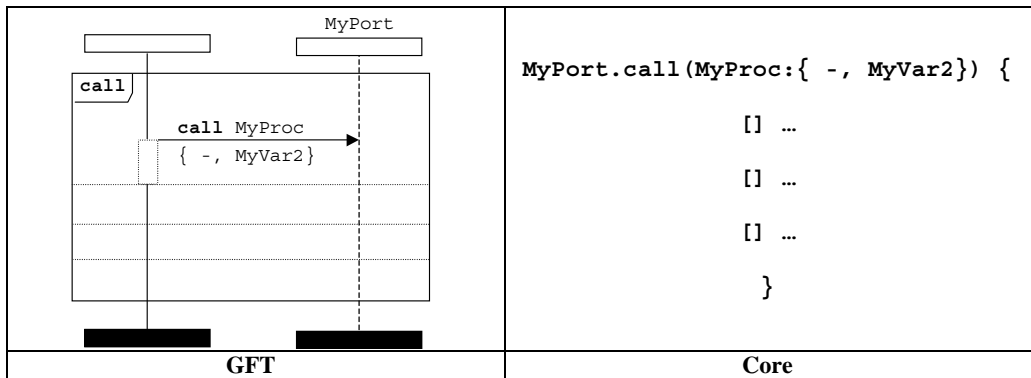 MyPort
call
call MyProc
{ -, MyVar2}
GFT
MyPort.call(MyProc:{ -, MyVar2}) {
[] …
[] …
[] …
}
Core